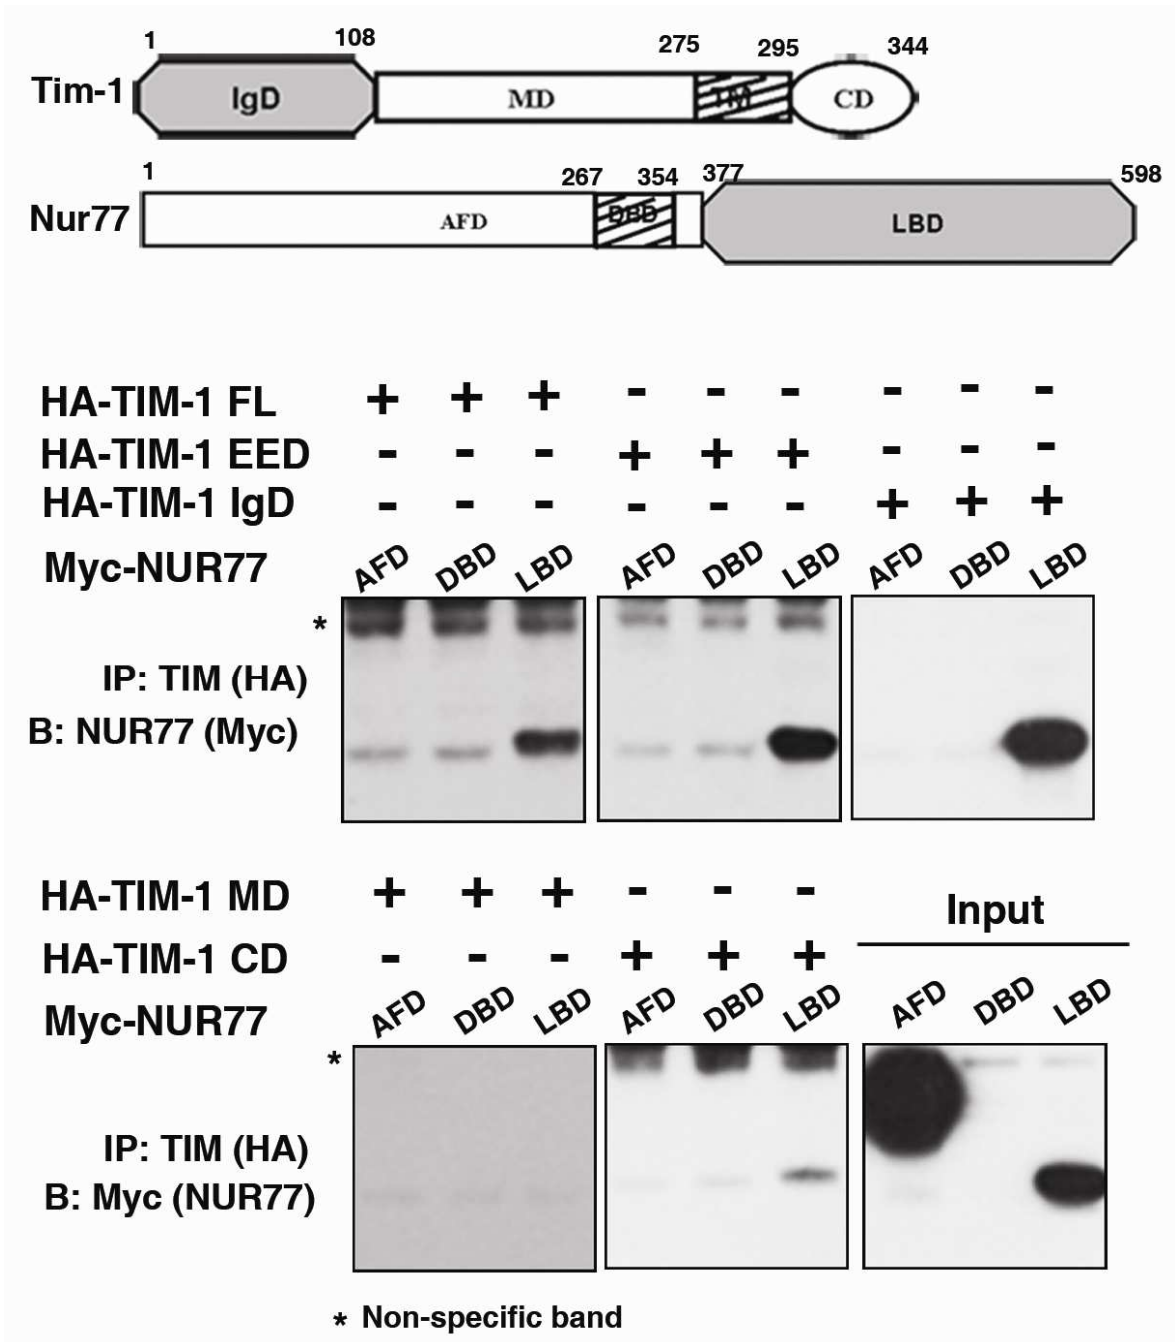 1 108 275 295 344
Tim-1 IgD MD TM CD
1 267 354 377 598
Nur77 AFD DBD LBD
HA-TIM-1 FL + + + - - - - - -
HA-TIM-1 EED - - - + + + - - -
HA-TIM-1 IgD - - - - - - + + +
Myc-NUR77 AFD DBD LBD AFD DBD LBD AFD DBD LBD
*
IP: TIM (HA)
B: NUR77 (Myc)
HA-TIM-1 MD + + + - - -
Input
HA-TIM-1 CD - - - + + +
Myc-NUR77 AFD DBD LBD AFD DBD LBD AFD DBD LBD
*
IP: TIM (HA)
B: Myc (NUR77)
* Non-specific band